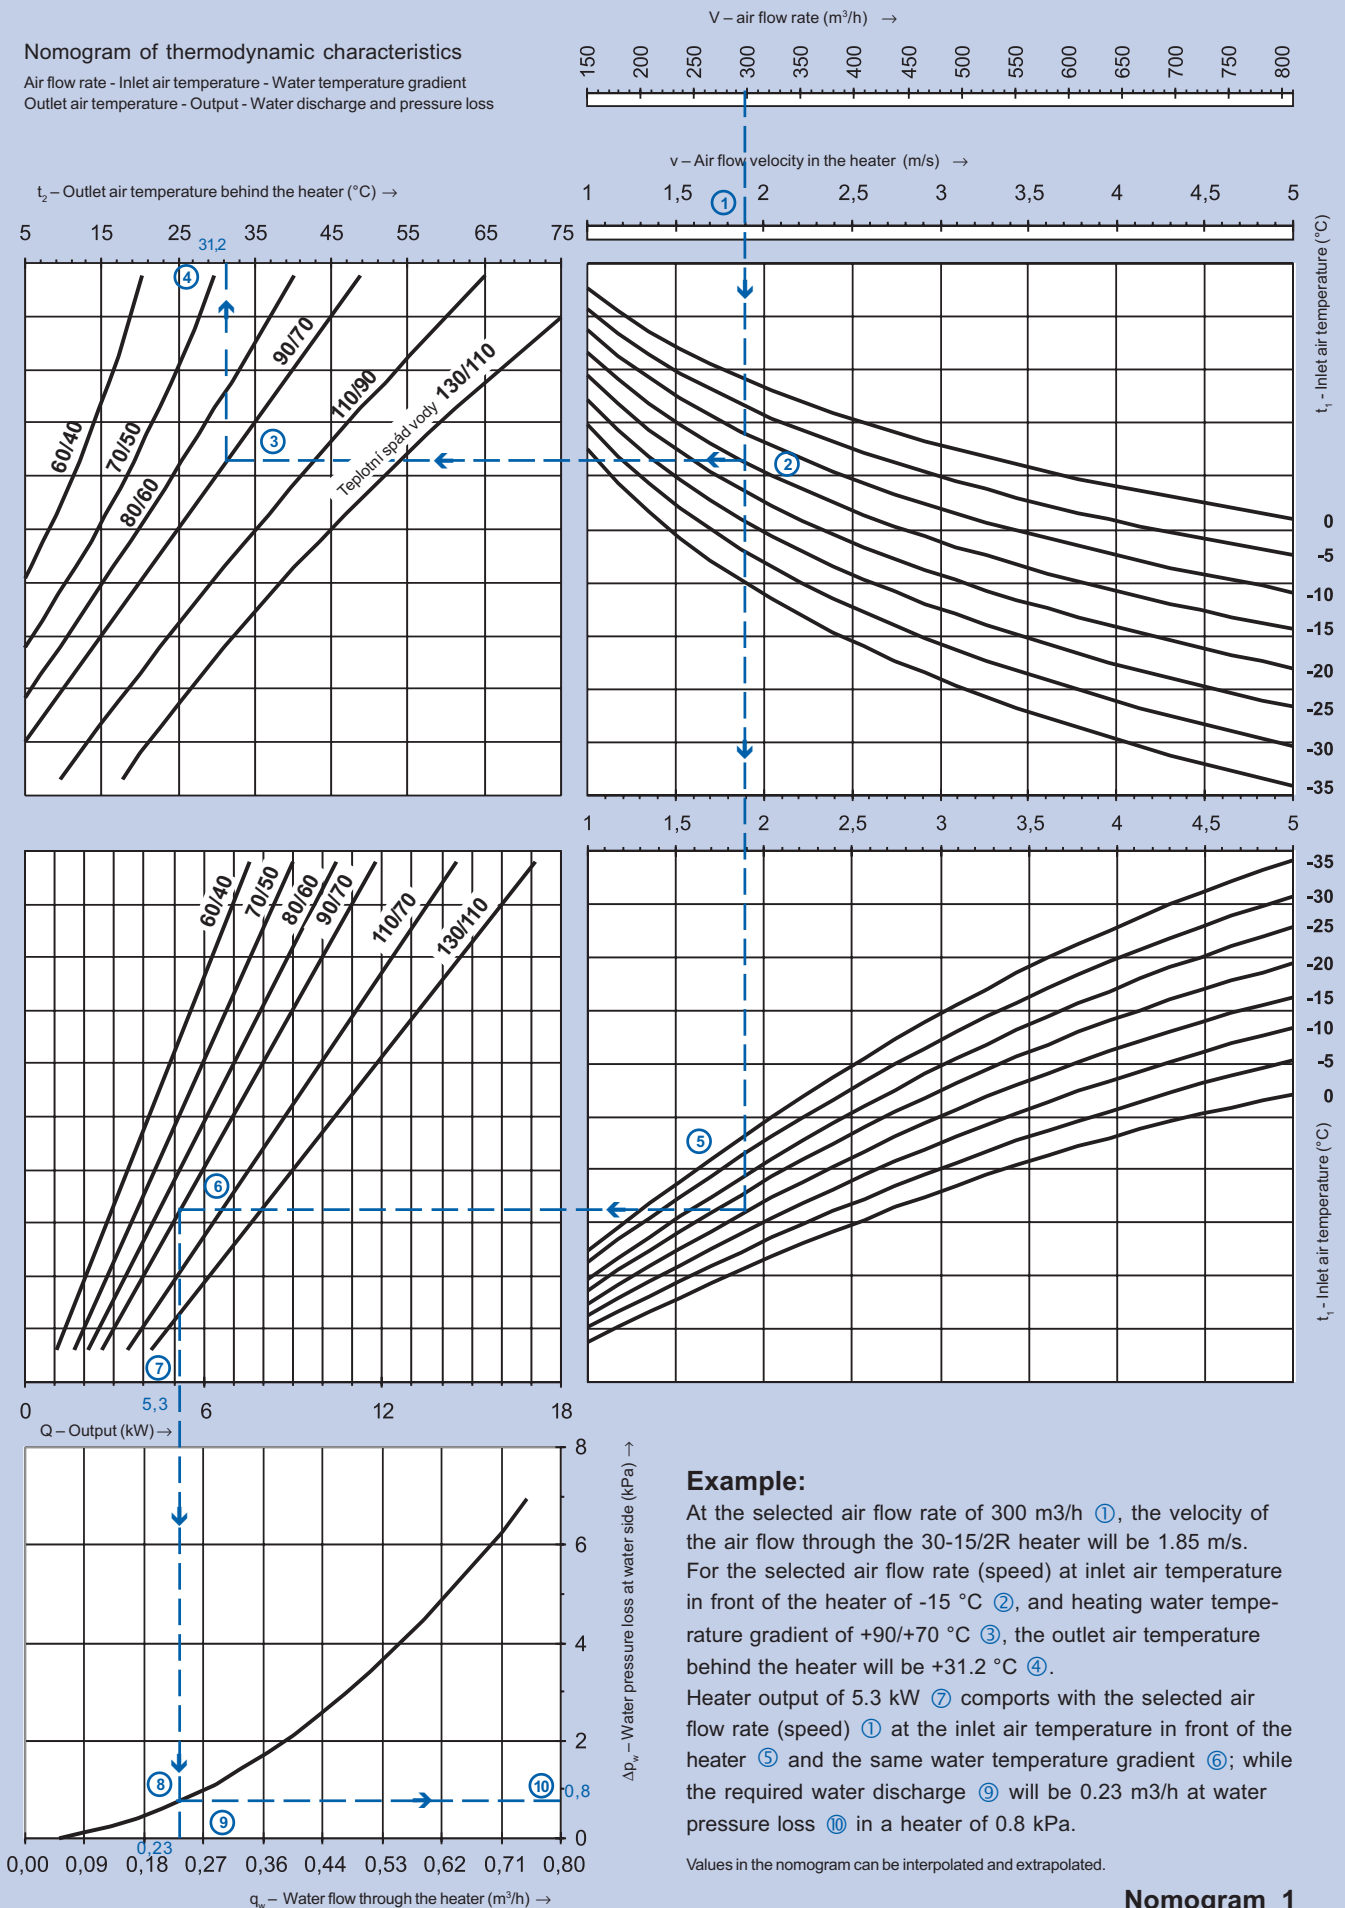 V – air flow rate (m³/h) →
Nomogram of thermodynamic characteristics
Air flow rate - Inlet air temperature - Water temperature gradient
Outlet air temperature - Output - Water discharge and pressure loss
150 200 250 300 350 400 450 500 550 600 650 700 750 800
v – Air flow velocity in the heater (m/s) →
1 1,5 2 2,5 3 3,5 4 4,5 5
①
t₂ – Outlet air temperature behind the heater (°C) →
5 15 25 35 45 55 65 75
31,2
④
60/40
70/50
80/60
90/70
110/90
Teplotní spád vody 130/110
③
②
t₁ - Inlet air temperature (°C)
0
-5
-10
-15
-20
-25
-30
-35
1 1,5 2 2,5 3 3,5 4 4,5 5
60/40
70/50
80/60
90/70
110/70
130/110
⑥
⑦
⑤
-35
-30
-25
-20
-15
-10
-5
0
t₁ - Inlet air temperature (°C)
0 5,3 6 12 18
Q – Output (kW) →
8
6
4
2
0
0,8
Δp_w – Water pressure loss at water side (kPa) →
⑧
⑨
⑩
0,23
0,00 0,09 0,18 0,27 0,36 0,44 0,53 0,62 0,71 0,80
q_w – Water flow through the heater (m³/h) →
Example:
At the selected air flow rate of 300 m3/h ①, the velocity of
the air flow through the 30-15/2R heater will be 1.85 m/s.
For the selected air flow rate (speed) at inlet air temperature
in front of the heater of -15 °C ②, and heating water tempe-
rature gradient of +90/+70 °C ③, the outlet air temperature
behind the heater will be +31.2 °C ④.
Heater output of 5.3 kW ⑦ comports with the selected air
flow rate (speed) ① at the inlet air temperature in front of the
heater ⑤ and the same water temperature gradient ⑥; while
the required water discharge ⑨ will be 0.23 m3/h at water
pressure loss ⑩ in a heater of 0.8 kPa.
Values in the nomogram can be interpolated and extrapolated.
Nomogram 1